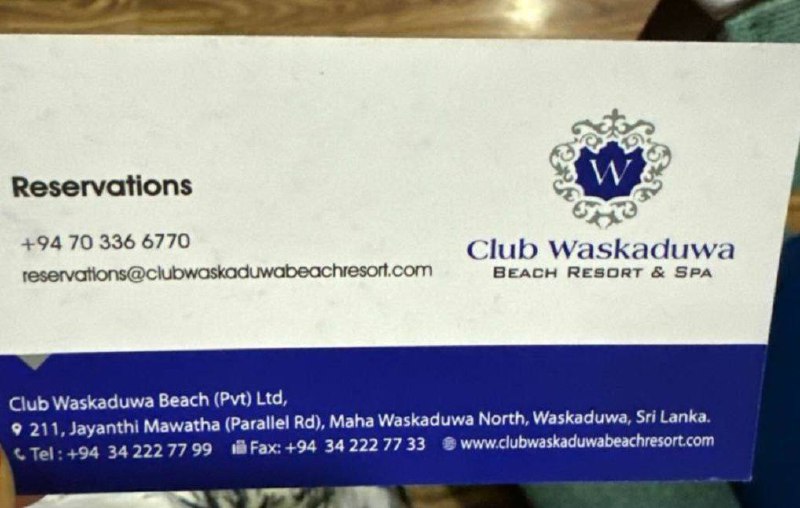 Reservations
+94 70 336 6770
reservations@clubwaskaduwabeachresort.com
W
Club Waskaduwa
BEACH RESORT & SPA
Club Waskaduwa Beach (Pvt) Ltd,
211, Jayanthi Mawatha (Parallel Rd), Maha Waskaduwa North, Waskaduwa, Sri Lanka.
Tel : +94 34 222 77 99 Fax: +94 34 222 77 33 www.clubwaskaduwabeachresort.com